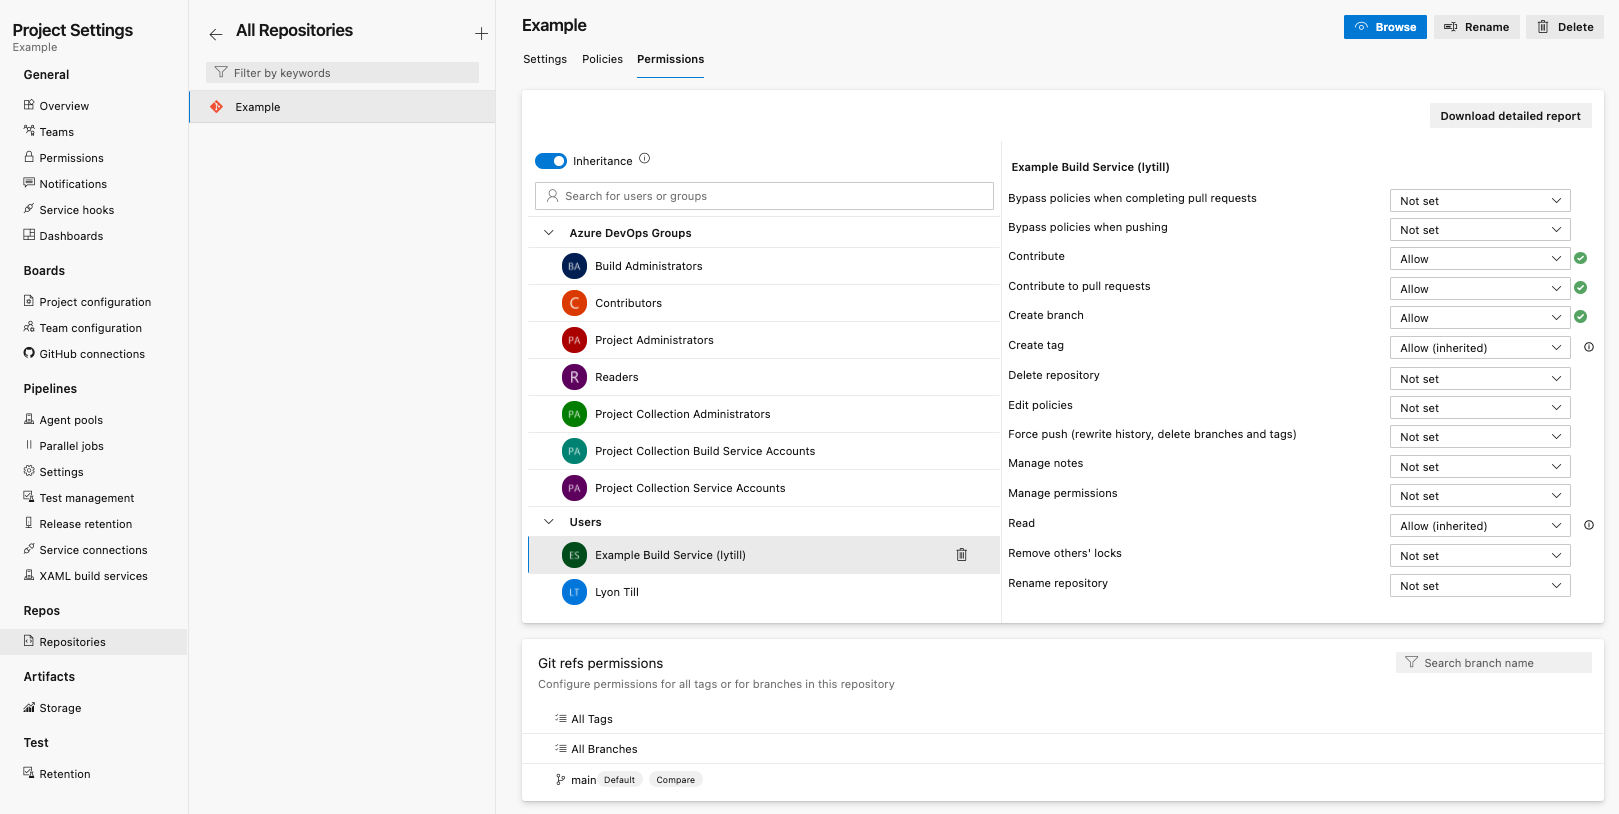 Project Settings
Example
General
Overview
Teams
Permissions
Notifications
Service hooks
Dashboards
Boards
Project configuration
Team configuration
GitHub connections
Pipelines
Agent pools
Parallel jobs
Settings
Test management
Release retention
Service connections
XAML build services
Repos
Repositories
Artifacts
Storage
Test
Retention
All Repositories
Filter by keywords
Example
Example
Browse
Rename
Delete
Settings Policies Permissions
Download detailed report
Inheritance
Search for users or groups
Azure DevOps Groups
BA Build Administrators
C Contributors
PA Project Administrators
R Readers
PA Project Collection Administrators
PA Project Collection Build Service Accounts
PA Project Collection Service Accounts
Users
ES Example Build Service (lytill)
LT Lyon Till
Example Build Service (lytill)
Bypass policies when completing pull requests Not set
Bypass policies when pushing Not set
Contribute Allow
Contribute to pull requests Allow
Create branch Allow
Create tag Allow (inherited)
Delete repository Not set
Edit policies Not set
Force push (rewrite history, delete branches and tags) Not set
Manage notes Not set
Manage permissions Not set
Read Allow (inherited)
Remove others' locks Not set
Rename repository Not set
Git refs permissions
Configure permissions for all tags or for branches in this repository
Search branch name
All Tags
All Branches
main Default Compare